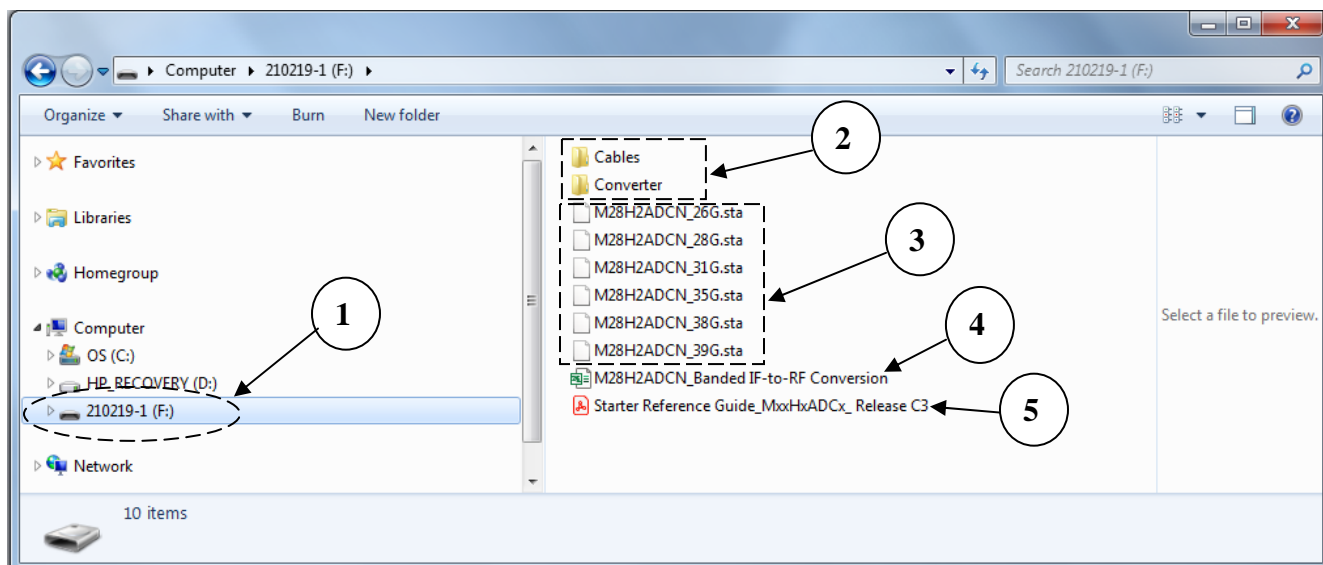 Computer ▸ 210219-1 (F:) ▸
Search 210219-1 (F:)
Organize ▾ Share with ▾ Burn New folder
Favorites
Libraries
Homegroup
Computer
OS (C:)
HP_RECOVERY (D:)
210219-1 (F:)
Network
1
Cables
Converter
M28H2ADCN_26G.sta
M28H2ADCN_28G.sta
M28H2ADCN_31G.sta
M28H2ADCN_35G.sta
M28H2ADCN_38G.sta
M28H2ADCN_39G.sta
M28H2ADCN_Banded IF-to-RF Conversion
Starter Reference Guide_MxxHxADCx_ Release C3
2
3
4
5
Select a file to preview.
10 items